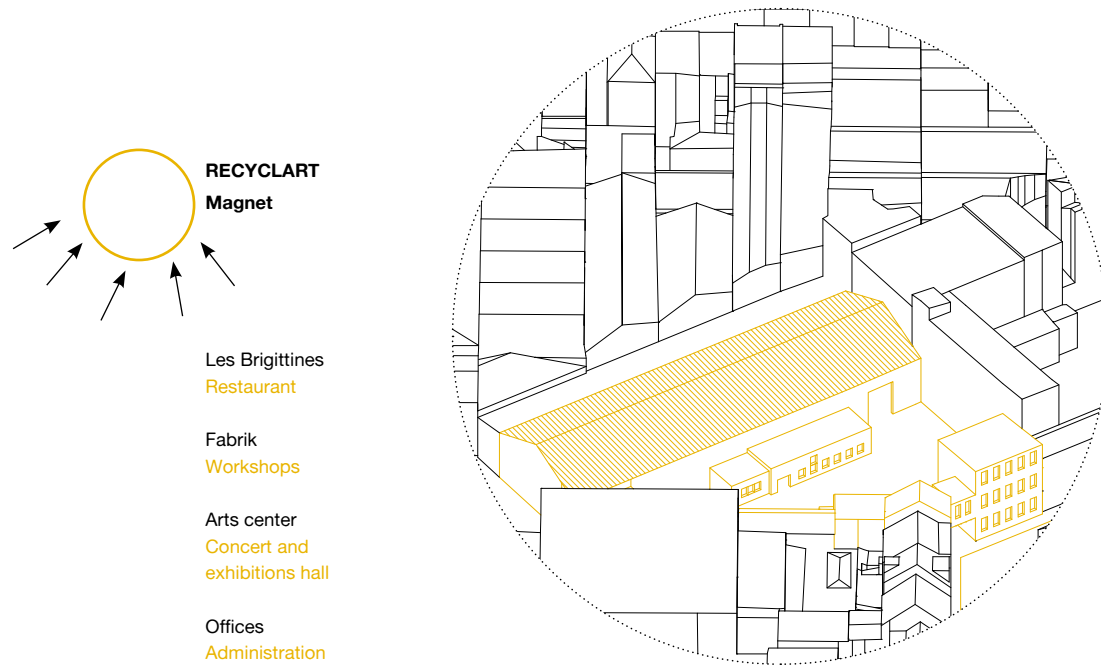 RECYCLART
Magnet
Les Brigittines
Restaurant
Fabrik
Workshops
Arts center
Concert and
exhibitions hall
Offices
Administration